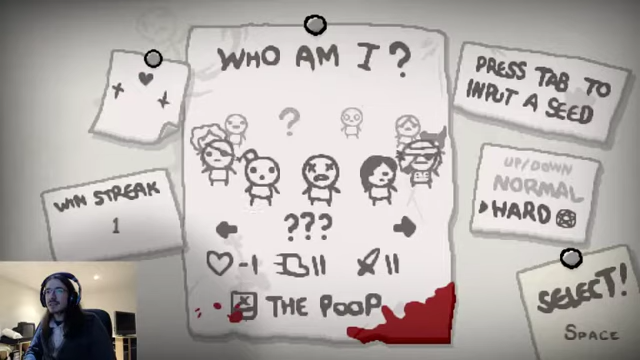 WHO AM I?
PRESS TAB TO
INPUT A SEED
?
WIN STREAK
1
UP/DOWN
NORMAL
HARD
???
-1
THE POOP
SELECT!
SPACE